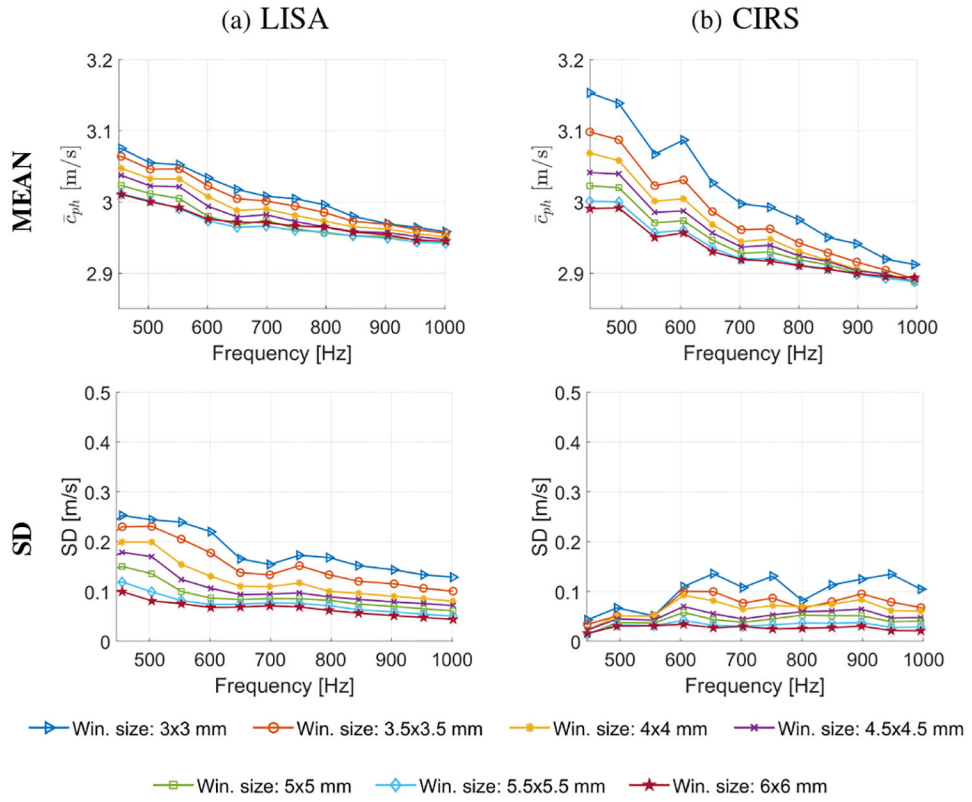 (a) LISA
(b) CIRS
MEAN
3.2
3.1
3
2.9
c̄ph [m/s]
500 600 700 800 900 1000
Frequency [Hz]
3.2
3.1
3
2.9
c̄ph [m/s]
500 600 700 800 900 1000
Frequency [Hz]
SD
0.5
0.4
0.3
0.2
0.1
0
SD [m/s]
500 600 700 800 900 1000
Frequency [Hz]
0.5
0.4
0.3
0.2
0.1
0
SD [m/s]
500 600 700 800 900 1000
Frequency [Hz]
Win. size: 3x3 mm Win. size: 3.5x3.5 mm Win. size: 4x4 mm Win. size: 4.5x4.5 mm
Win. size: 5x5 mm Win. size: 5.5x5.5 mm Win. size: 6x6 mm